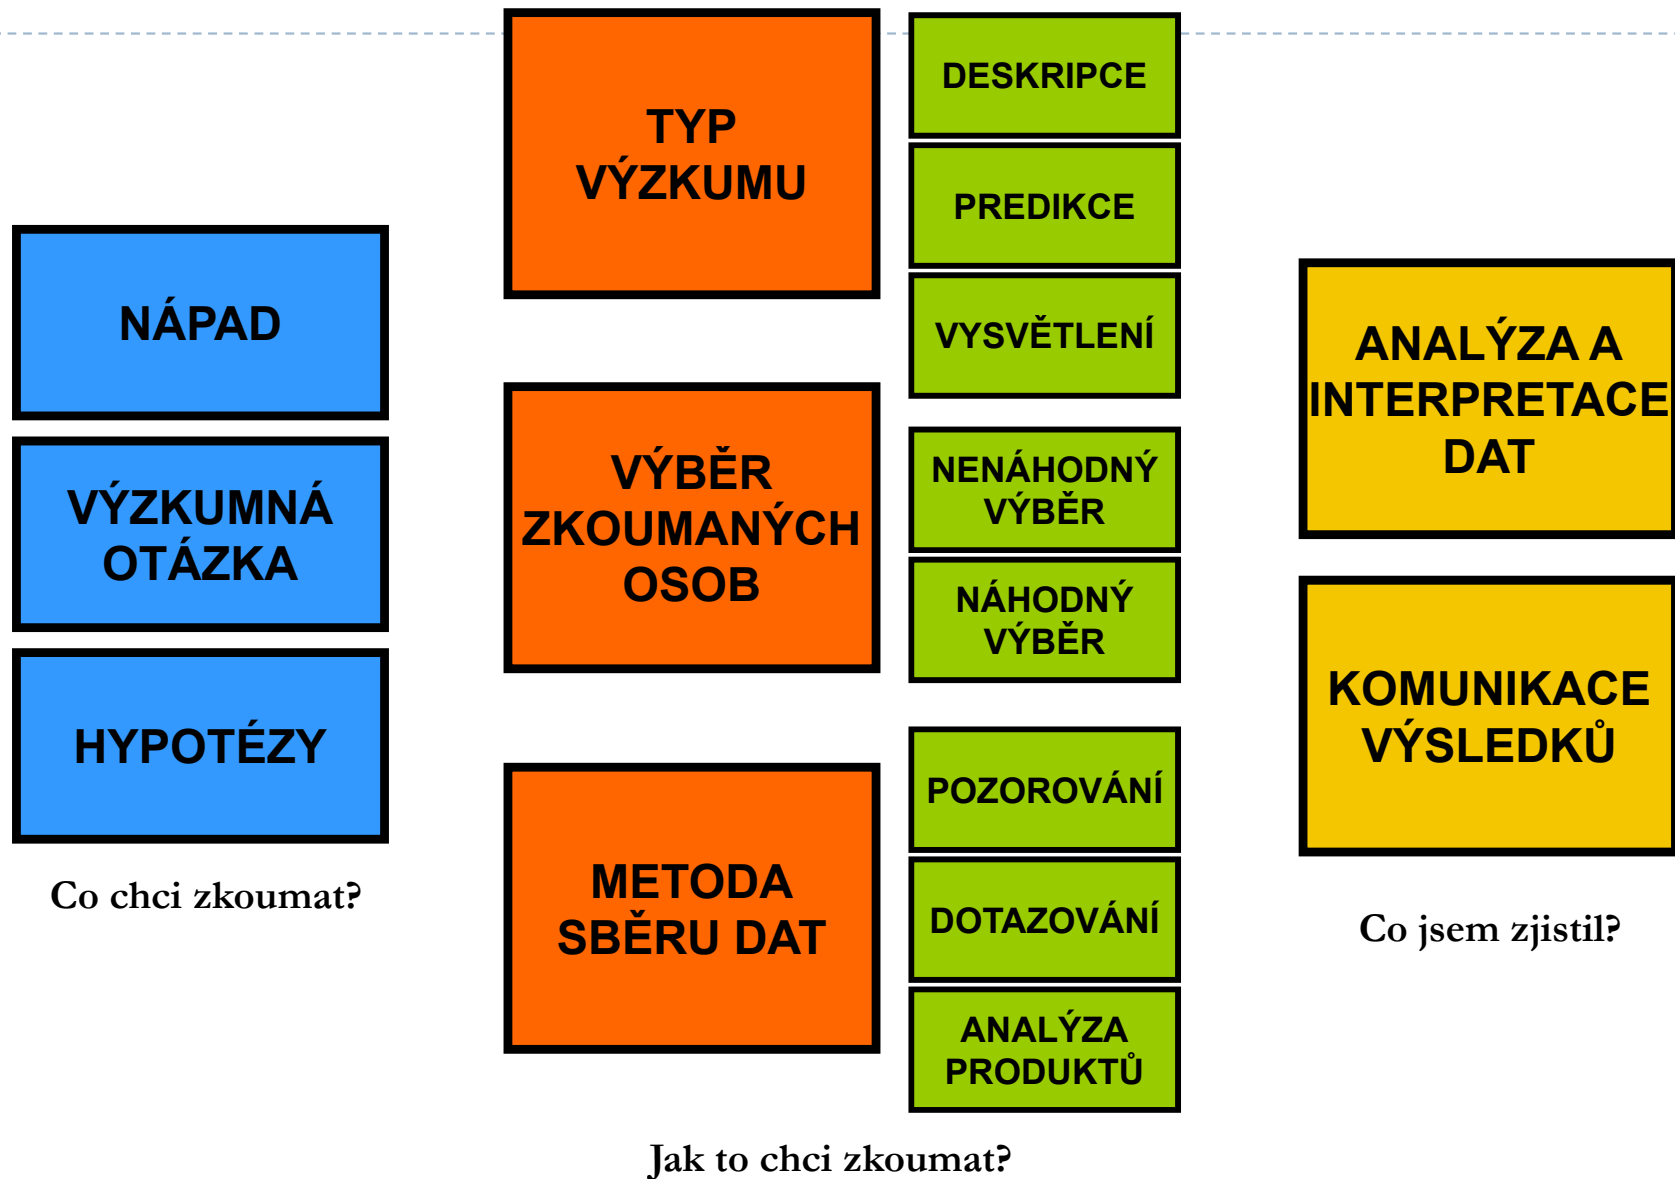 NÁPAD
VÝZKUMNÁ
OTÁZKA
HYPOTÉZY
Co chci zkoumat?
TYP
VÝZKUMU
DESKRIPCE
PREDIKCE
VYSVĚTLENÍ
VÝBĚR
ZKOUMANÝCH
OSOB
NENÁHODNÝ
VÝBĚR
NÁHODNÝ
VÝBĚR
METODA
SBĚRU DAT
POZOROVÁNÍ
DOTAZOVÁNÍ
ANALÝZA
PRODUKTŮ
Jak to chci zkoumat?
ANALÝZA A
INTERPRETACE
DAT
KOMUNIKACE
VÝSLEDKŮ
Co jsem zjistil?